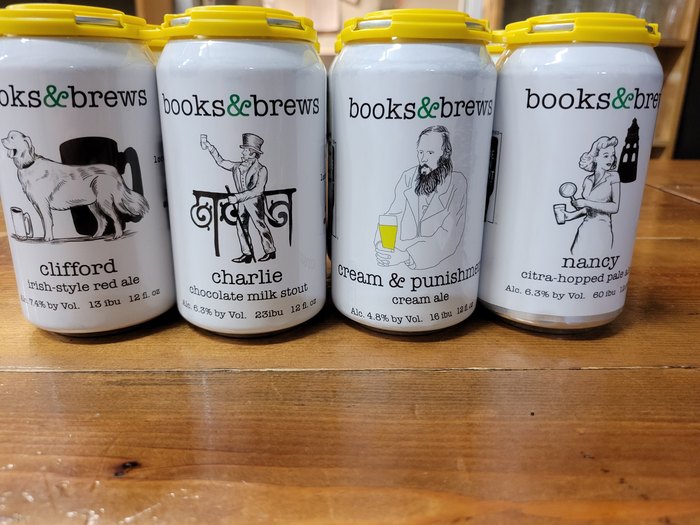 oks&brews
clifford
irish-style red ale
7.4% by Vol. 13 ibu 12 fl. oz
books&brews
charlie
chocolate milk stout
Alc. 6.3% by Vol. 23ibu 12 fl. oz
books&brews
cream & punishme
cream ale
Alc. 4.8% by Vol. 16 ibu 12 fl. oz
books&bre
nancy
citra-hopped pale
Alc. 6.3% by Vol. 60 ibu